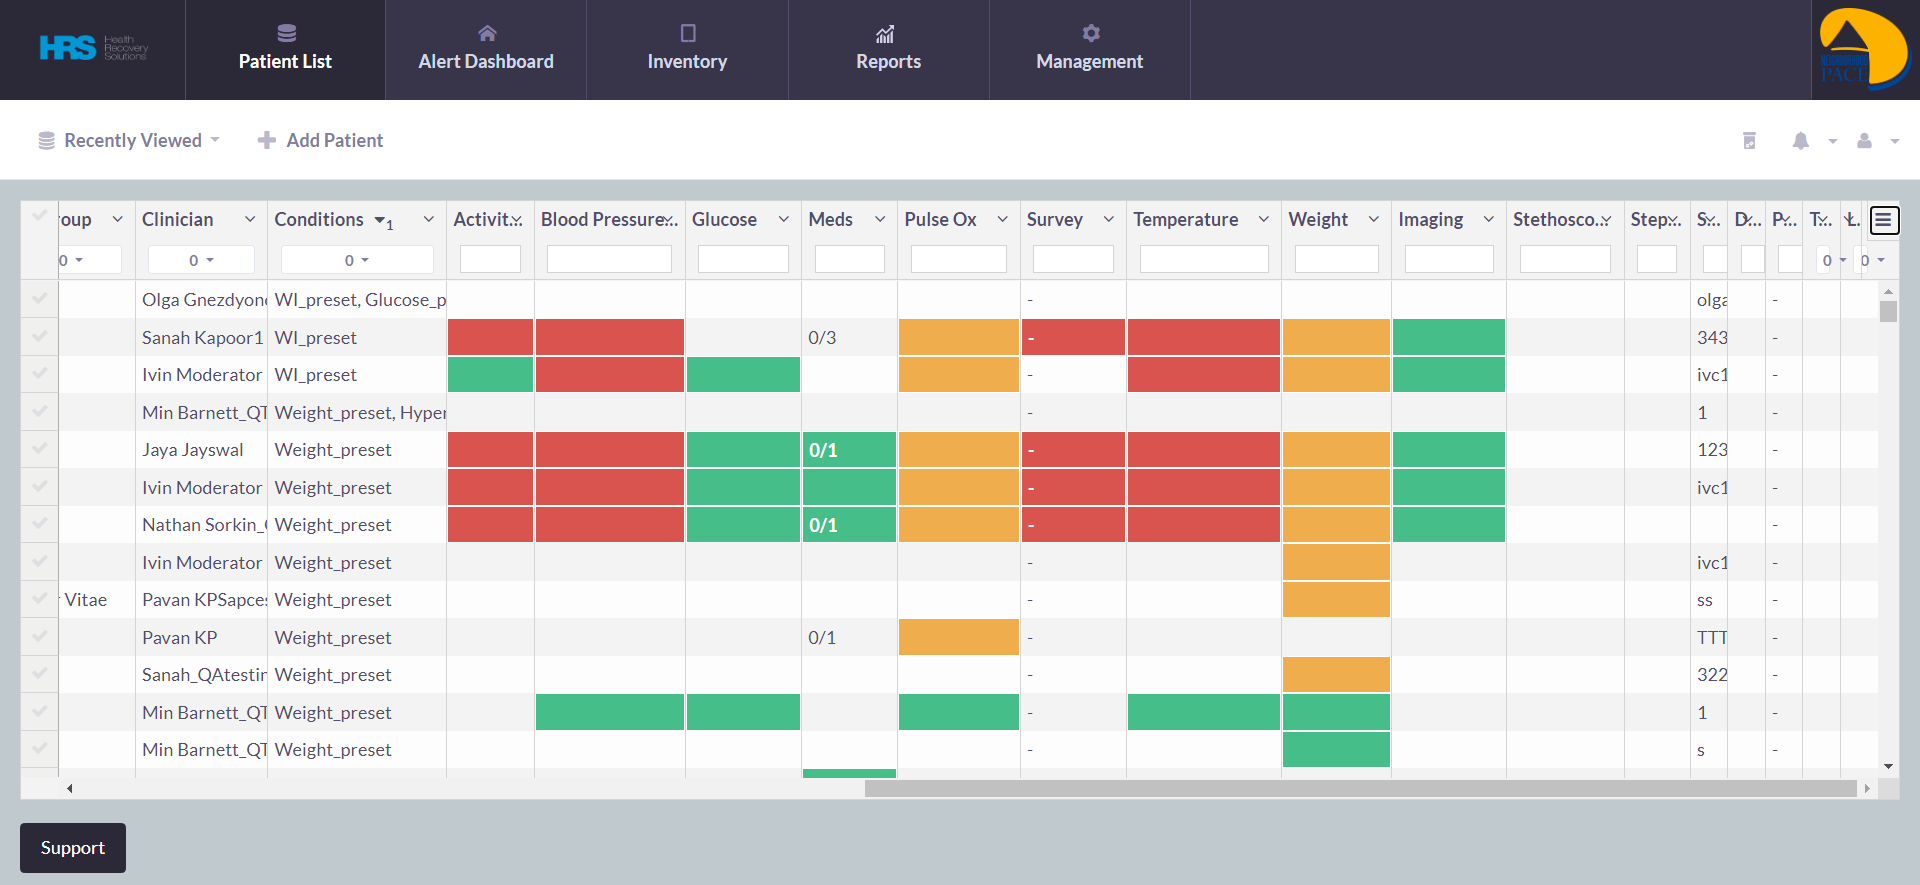 HRS Health Recovery Solutions
Patient List
Alert Dashboard
Inventory
Reports
Management
PACE
Recently Viewed
Add Patient
roup Clinician Conditions 1 Activit... Blood Pressure... Glucose Meds Pulse Ox Survey Temperature Weight Imaging Stethosco... Step... S... D... P... T... L.
0 0 0 0 0
Olga Gnezdyon WI_preset, Glucose_p - olga -
Sanah Kapoor1 WI_preset 0/3 - 343 -
Ivin Moderator WI_preset - ivc1 -
Min Barnett_QT Weight_preset, Hyper - 1 -
Jaya Jayswal Weight_preset 0/1 - 123 -
Ivin Moderator Weight_preset - ivc1 -
Nathan Sorkin_ Weight_preset 0/1 - -
Ivin Moderator Weight_preset - ivc1 -
Vitae Pavan KPSapces Weight_preset - ss -
Pavan KP Weight_preset 0/1 - TTT -
Sanah_QAtestin Weight_preset - 322 -
Min Barnett_QT Weight_preset - 1 -
Min Barnett_QT Weight_preset - s -
Support